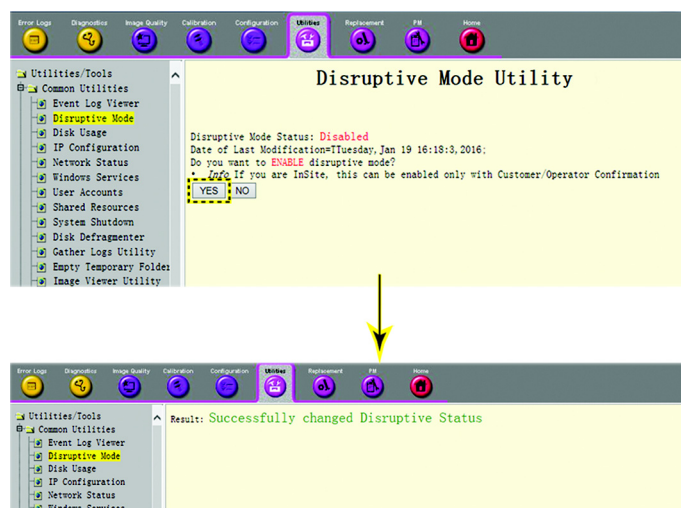 Error Logs Diagnostics Image Quality Calibration Configuration Utilities Replacement PM Home
Utilities/Tools
Common Utilities
Event Log Viewer
Disruptive Mode
Disk Usage
IP Configuration
Network Status
Windows Services
User Accounts
Shared Resources
System Shutdown
Disk Defragmenter
Gather Logs Utility
Empty Temporary Folder
Image Viewer Utility
Disruptive Mode Utility
Disruptive Mode Status: Disabled
Date of Last Modification=TTuesday, Jan 19 16:18:3, 2016;
Do you want to ENABLE disruptive mode?
• Info If you are InSite, this can be enabled only with Customer/Operator Confirmation
YES NO
Error Logs Diagnostics Image Quality Calibration Configuration Utilities Replacement PM Home
Utilities/Tools
Common Utilities
Event Log Viewer
Disruptive Mode
Disk Usage
IP Configuration
Network Status
Windows Services
Result: Successfully changed Disruptive Status